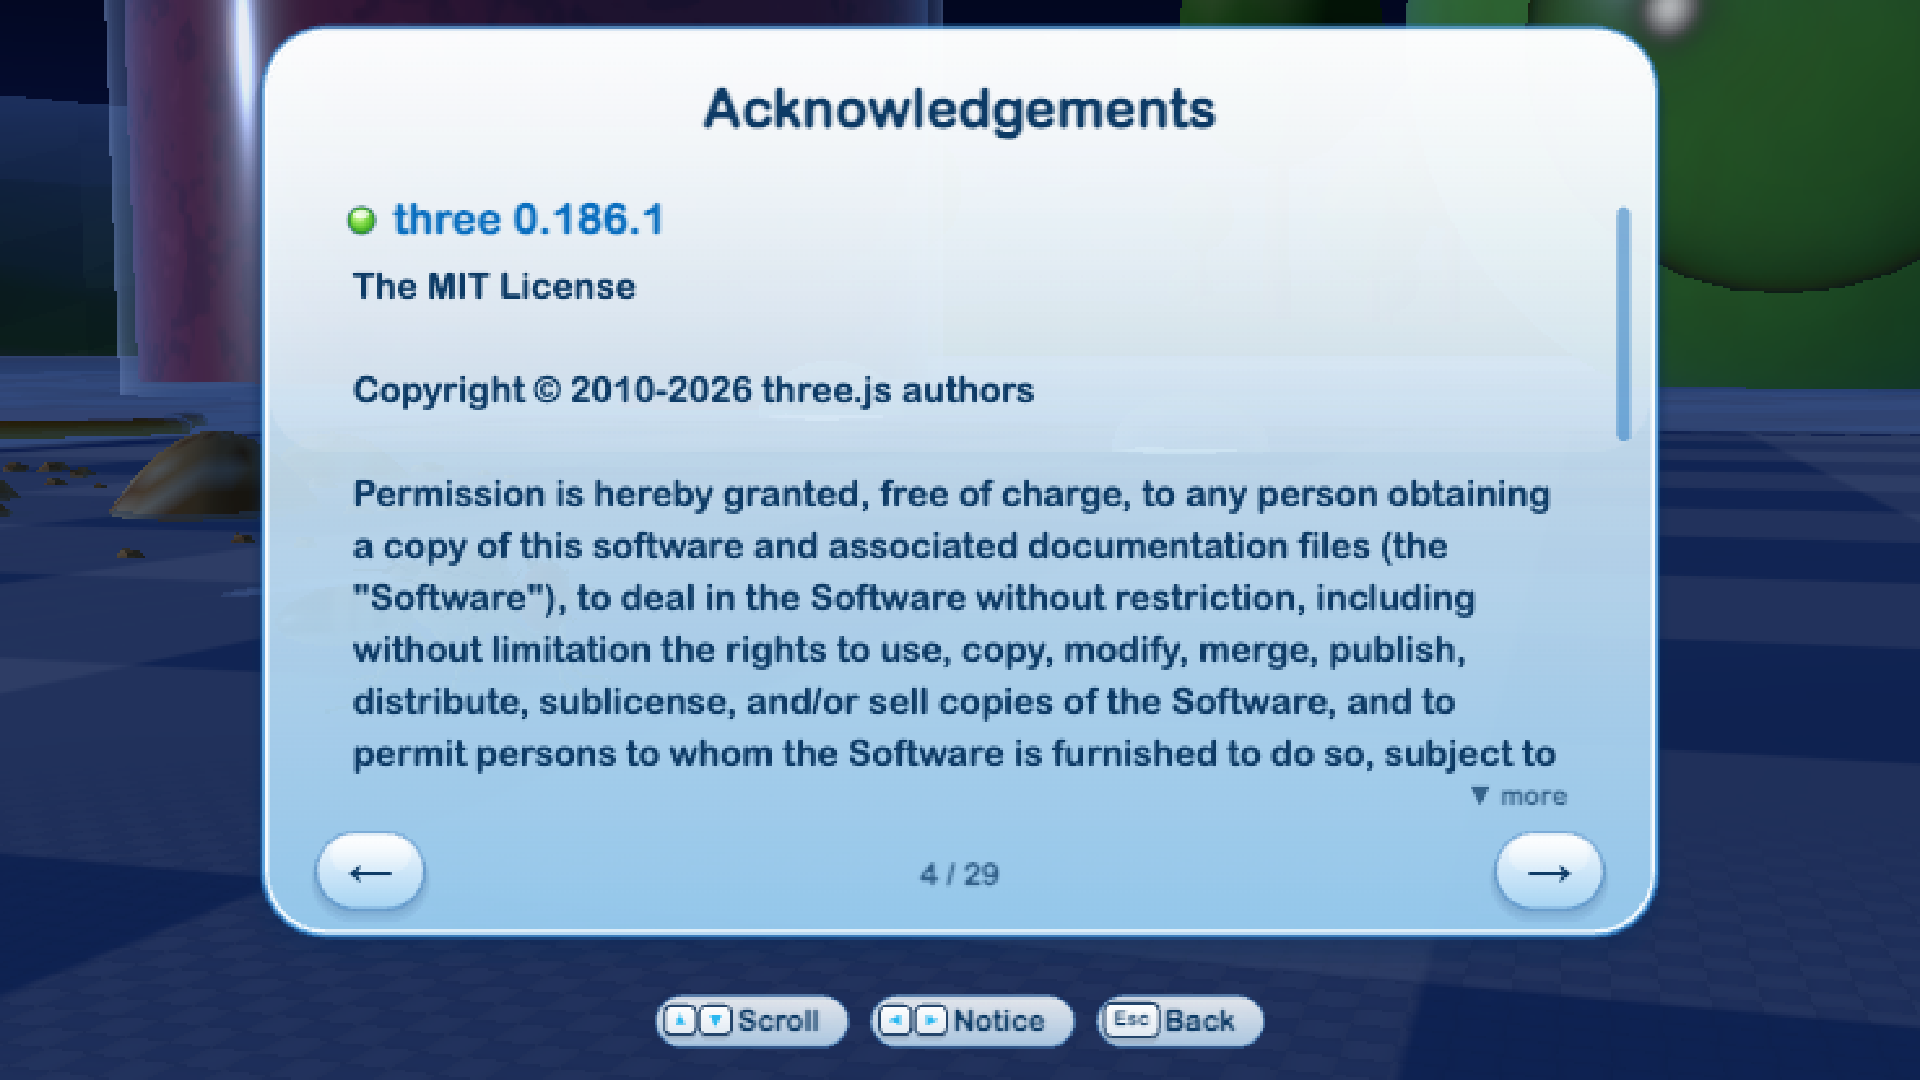 Acknowledgements
three 0.186.1
The MIT License
Copyright © 2010-2026 three.js authors
Permission is hereby granted, free of charge, to any person obtaining
a copy of this software and associated documentation files (the
"Software"), to deal in the Software without restriction, including
without limitation the rights to use, copy, modify, merge, publish,
distribute, sublicense, and/or sell copies of the Software, and to
permit persons to whom the Software is furnished to do so, subject to
▼ more
← 4 / 29 →
▲ ▼ Scroll ◀ ▶ Notice Esc Back